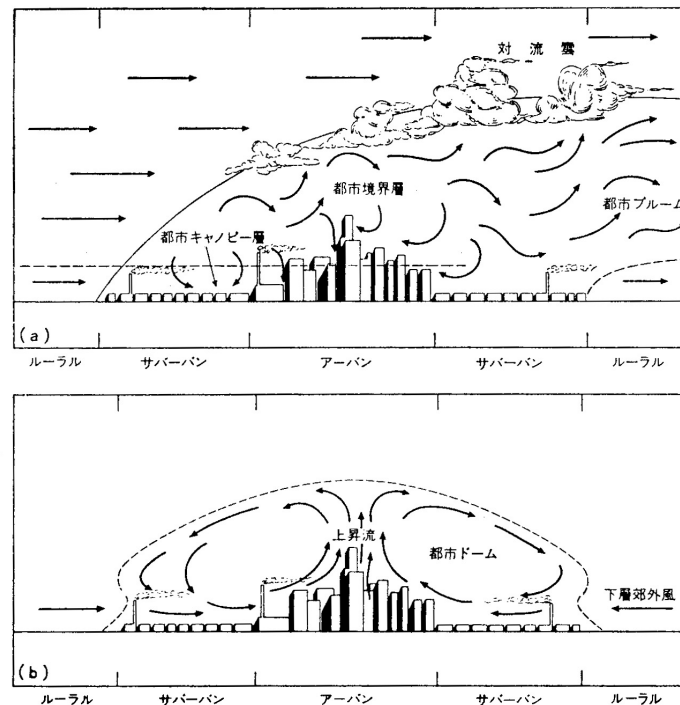 対流雲
都市境界層
都市キャノピー層
都市プルーム
(a)
ルーラル サバーバン アーバン サバーバン ルーラル
上昇流
都市ドーム
下層郊外風
(b)
ルーラル サバーバン アーバン サバーバン ルーラル